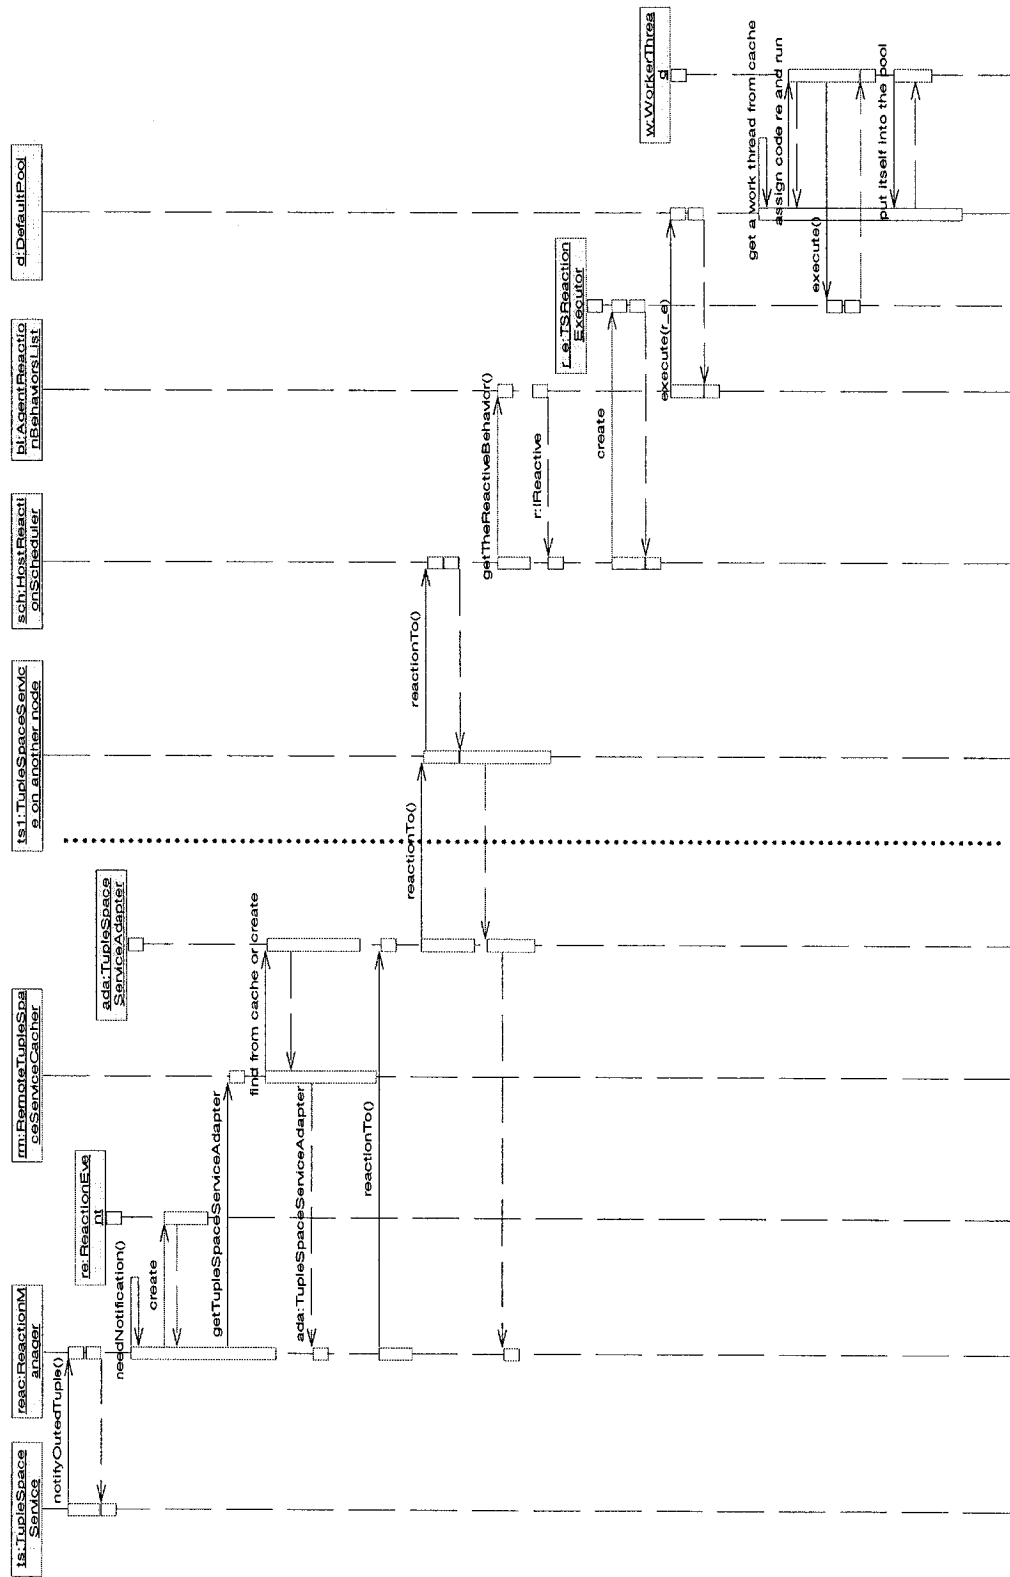 ts:TupleSpace
Service
reac:ReactionM
anager
re:ReactionEve
nt
rm:RemoteTupleSpa
ceServiceCacher
ada:TupleSpace
ServiceAdapter
ts1:TupleSpaceServic
e on another node
sch:HostReacti
onScheduler
bl:AgentReactio
nBehaviorsList
r_e:TSReaction
Executor
d:DefaultPool
w:WorkerThrea
d
notifyOutedTuple()
needNotification()
create
getTupleSpaceServiceAdapter
find from cache or create
ada:TupleSpaceServiceAdapter
reactionTo()
reactionTo()
reactionTo()
getTheReactiveBehavior()
r:IReactive
create
execute(r_e)
get a work thread from cache
assign code re and run
execute()
put itself into the pool